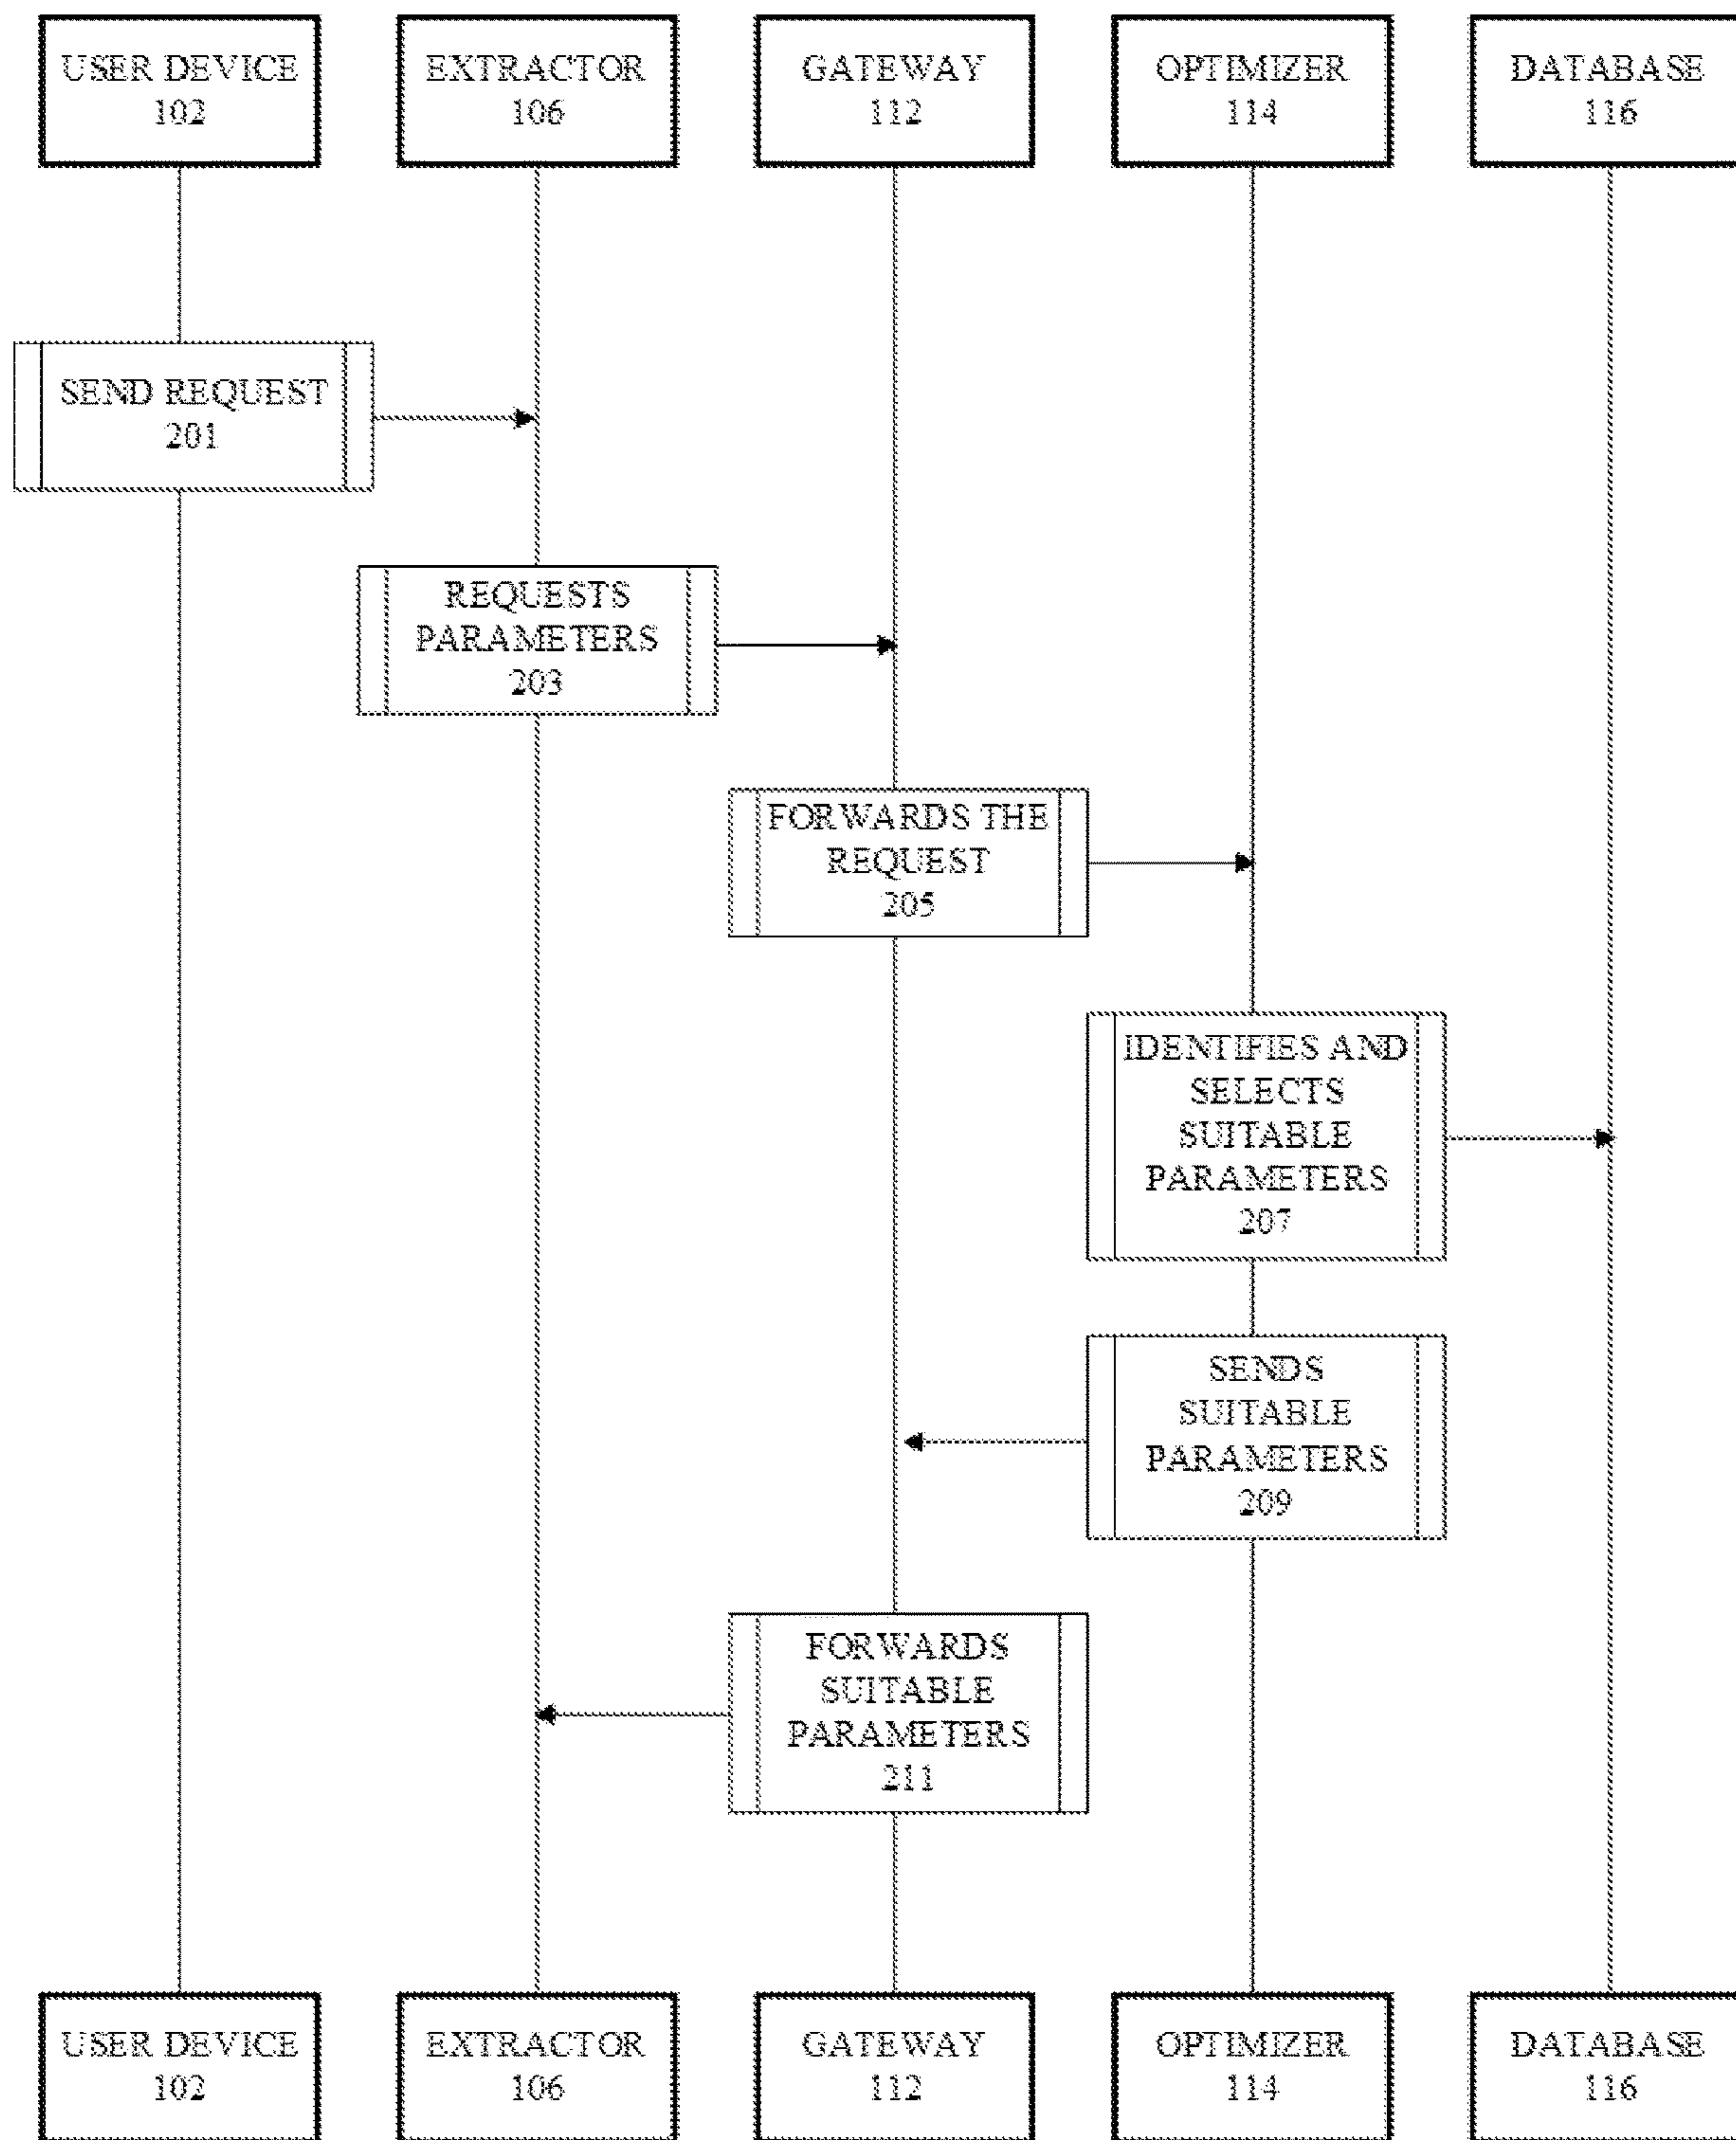 USER DEVICE
102
EXTRACTOR
106
GATEWAY
112
OPTIMIZER
114
DATABASE
116
SEND REQUEST
201
REQUESTS
PARAMETERS
203
FORWARDS THE
REQUEST
205
IDENTIFIES AND
SELECTS
SUITABLE
PARAMETERS
207
SENDS
SUITABLE
PARAMETERS
209
FORWARDS
SUITABLE
PARAMETERS
211
USER DEVICE
102
EXTRACTOR
106
GATEWAY
112
OPTIMIZER
114
DATABASE
116